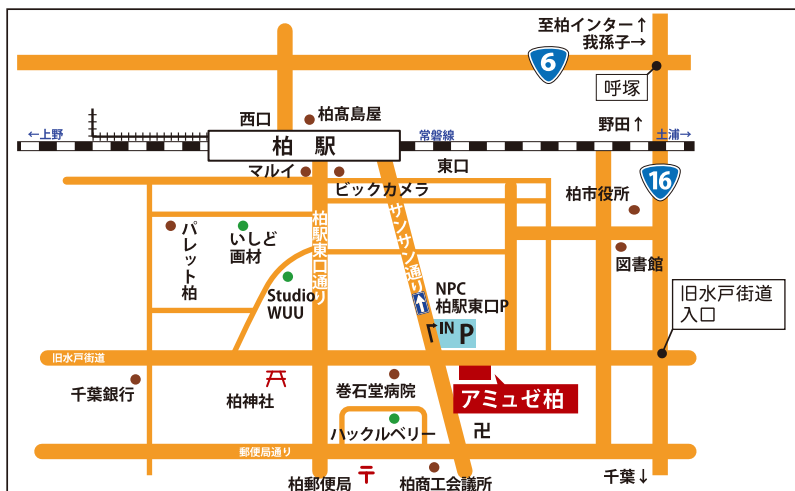 至柏インター↑
我孫子→
6
呼塚
西口
柏髙島屋
←上野
柏 駅
常磐線
野田↑
土浦→
マルイ
ビックカメラ
東口
16
柏市役所
パレット柏
いしど
画材
柏駅東口通り
サンサン通り
図書館
Studio
WUU
NPC
柏駅東口P
IN P
旧水戸街道
入口
旧水戸街道
千葉銀行
柏神社
巻石堂病院
アミュゼ柏
ハックルベリー
卍
郵便局通り
柏郵便局
〒
柏商工会議所
千葉↓